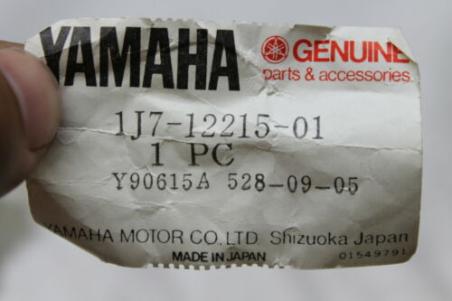 YAMAHA GENUINE
parts & accessories
1J7-12215-01
1 PC
Y90615A 528-09-05
YAMAHA MOTOR CO.LTD Shizuoka Japan
MADE IN JAPAN 01549791